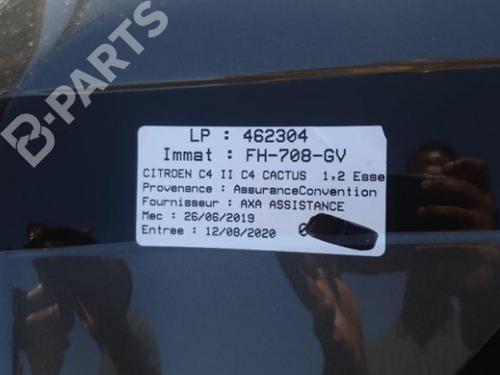 B-PARTS
LP : 462304
Immat : FH-708-GV
CITROEN C4 II C4 CACTUS 1,2 Esse
Provenance : AssuranceConvention
Fournisseur : AXA ASSISTANCE
Mec : 26/06/2019
Entree : 12/08/2020